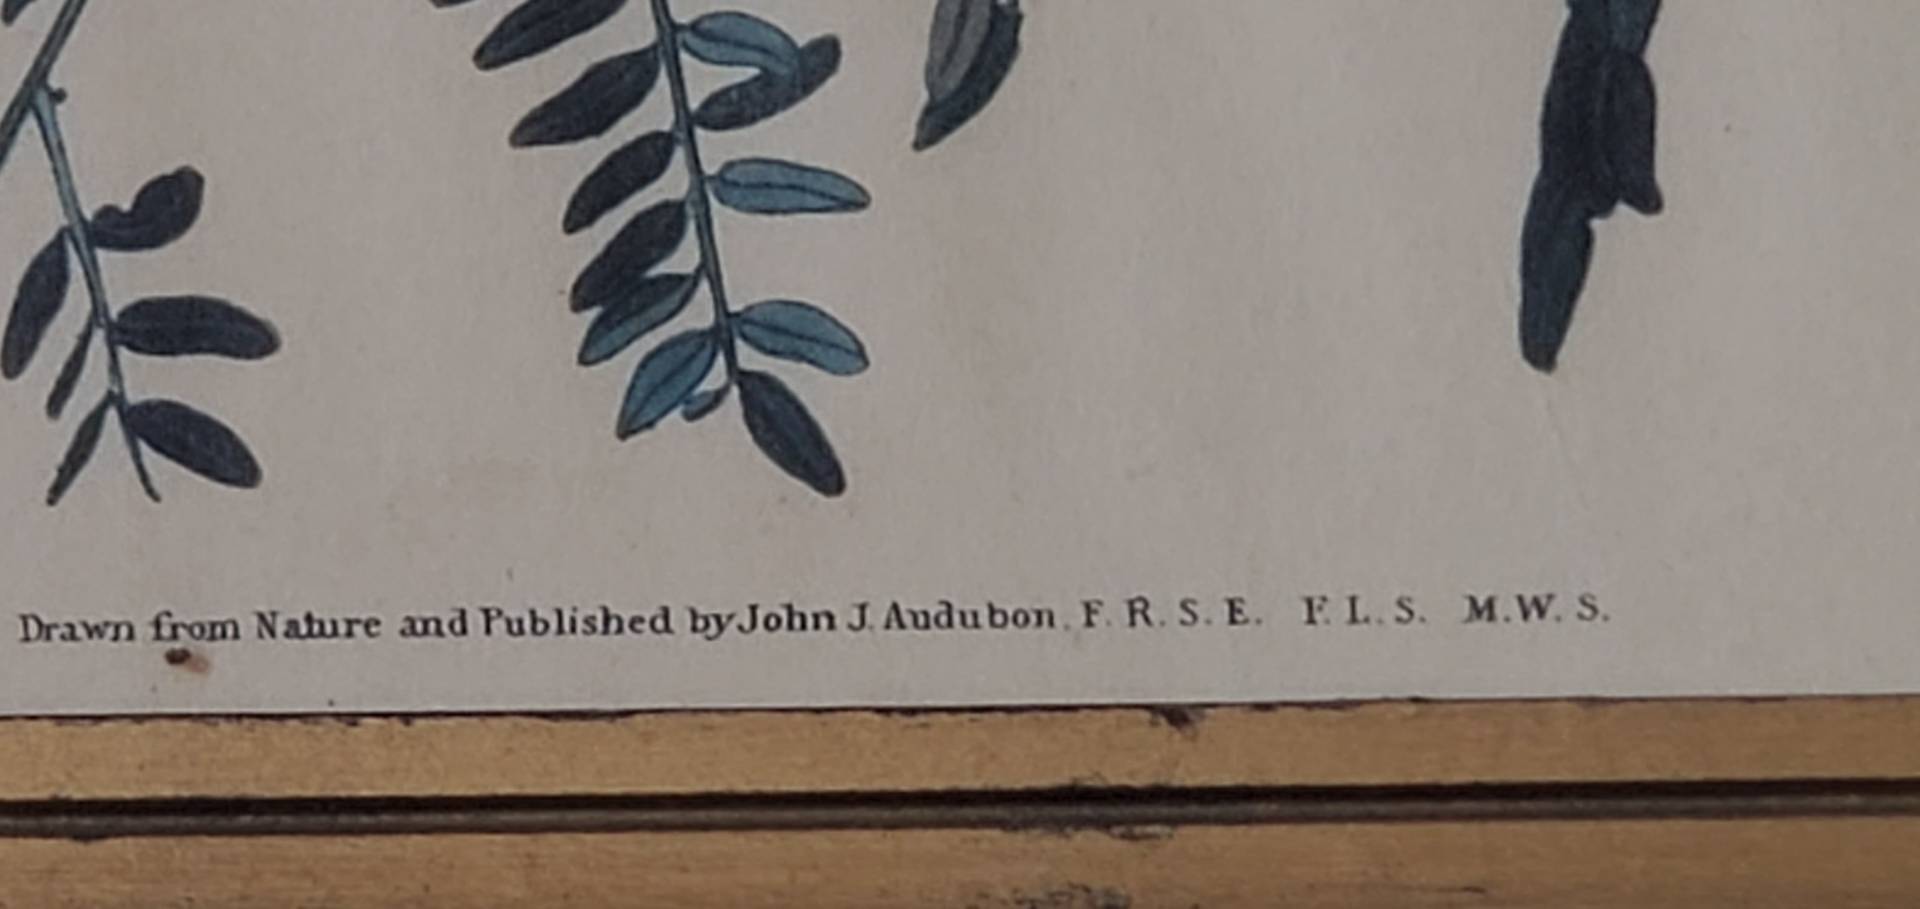 Drawn from Nature and Published by John J. Audubon. F. R. S. E. F. L. S. M. W. S.